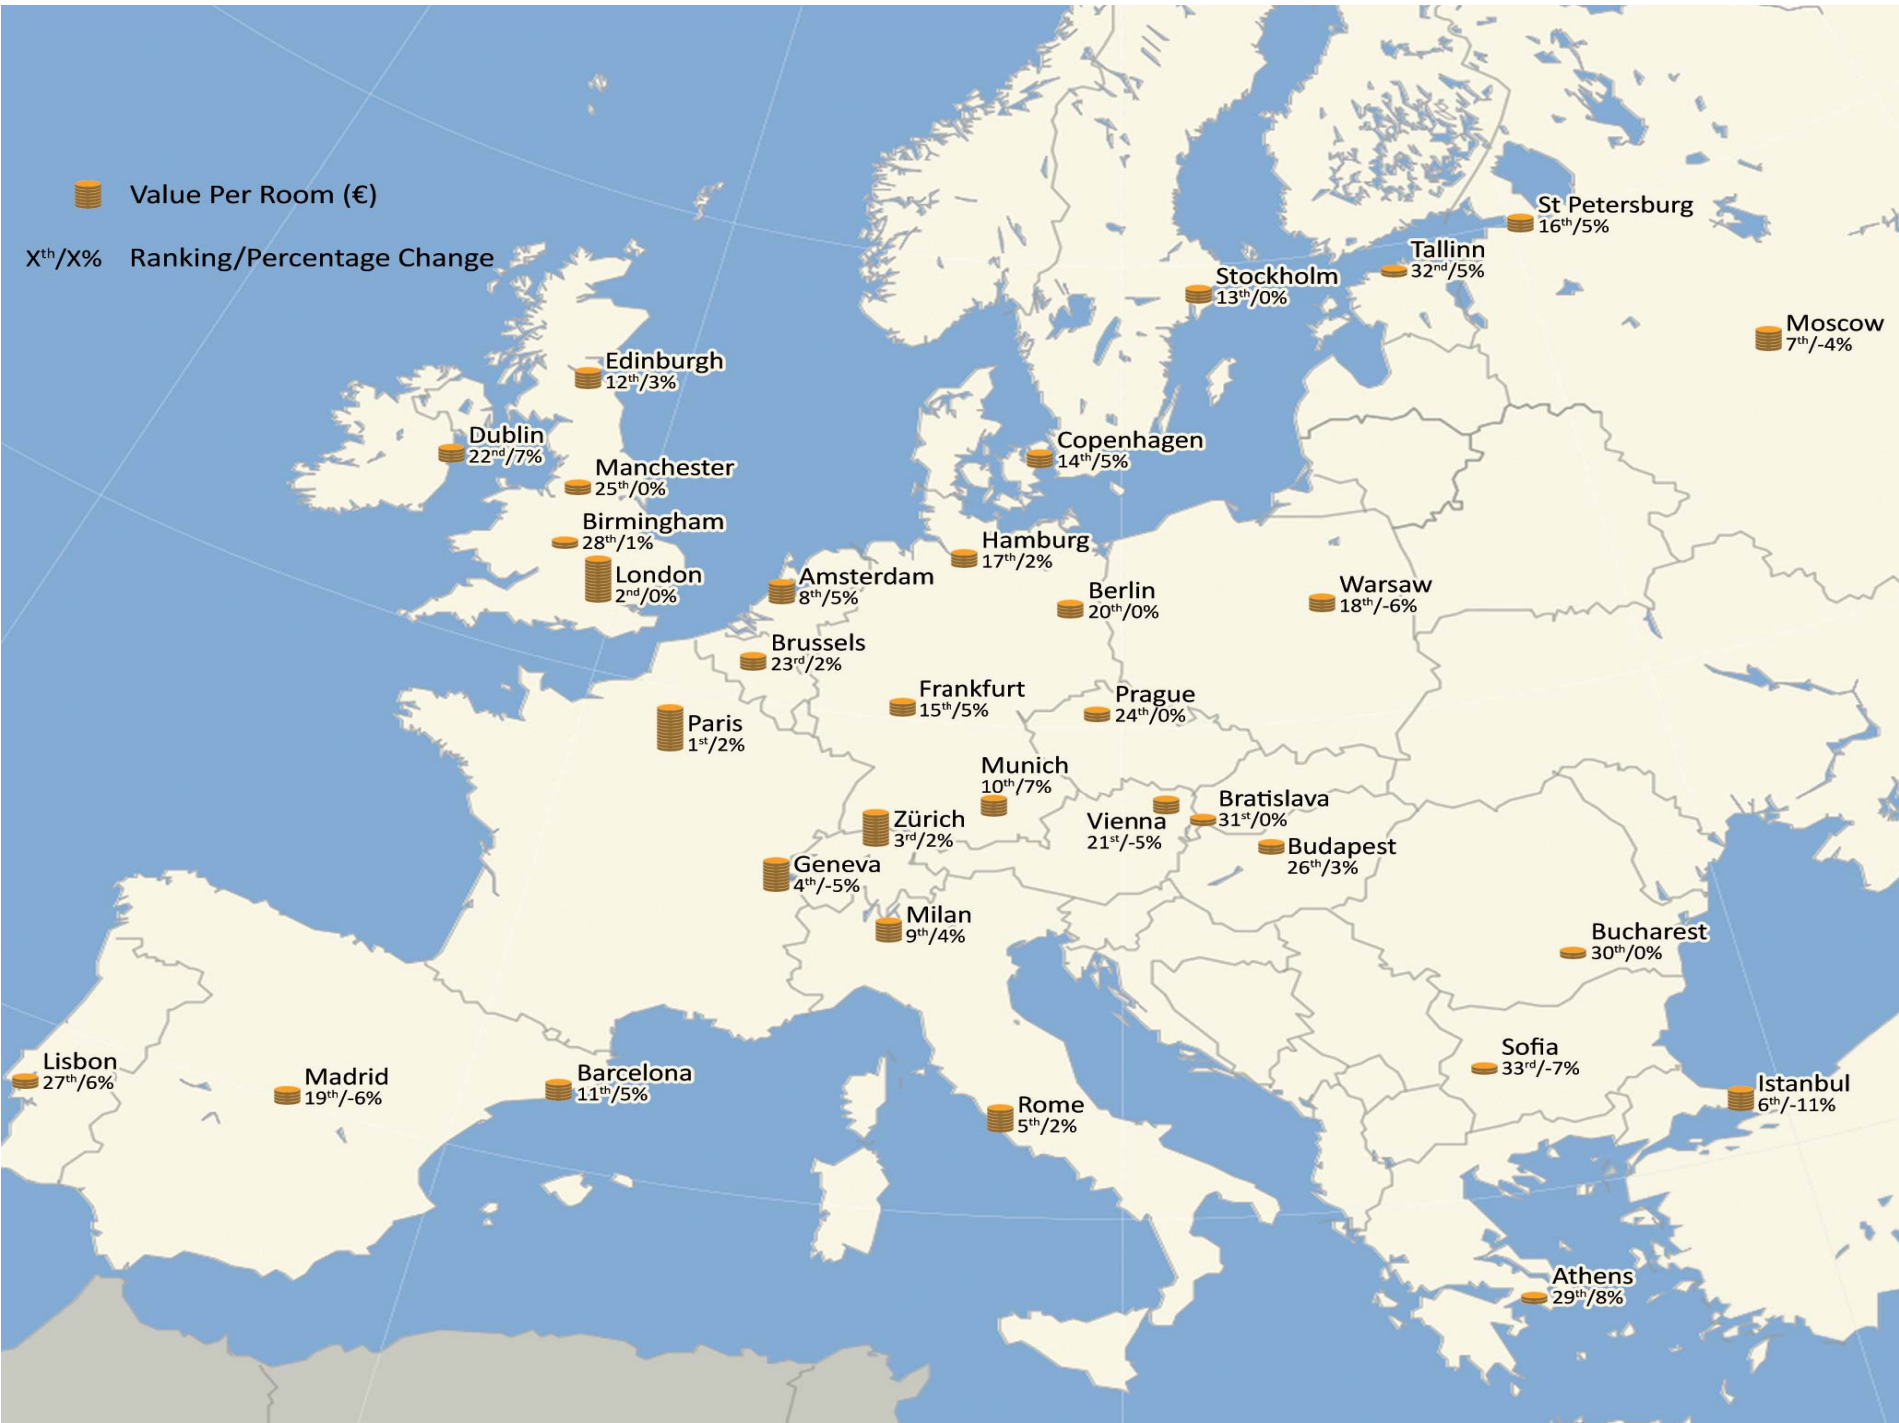 Value Per Room (€)
Xth/X% Ranking/Percentage Change
St Petersburg
16th/5%
Tallinn
32nd/5%
Stockholm
13th/0%
Moscow
7th/-4%
Edinburgh
12th/3%
Dublin
22nd/7%
Copenhagen
14th/5%
Manchester
25th/0%
Birmingham
28th/1%
London
2nd/0%
Hamburg
17th/2%
Amsterdam
8th/5%
Berlin
20th/0%
Warsaw
18th/-6%
Brussels
23rd/2%
Frankfurt
15th/5%
Prague
24th/0%
Paris
1st/2%
Munich
10th/7%
Zürich
3rd/2%
Vienna
21st/-5%
Bratislava
31st/0%
Budapest
26th/3%
Geneva
4th/-5%
Milan
9th/4%
Bucharest
30th/0%
Lisbon
27th/6%
Madrid
19th/-6%
Barcelona
11th/5%
Rome
5th/2%
Sofia
33rd/-7%
Istanbul
6th/-11%
Athens
29th/8%